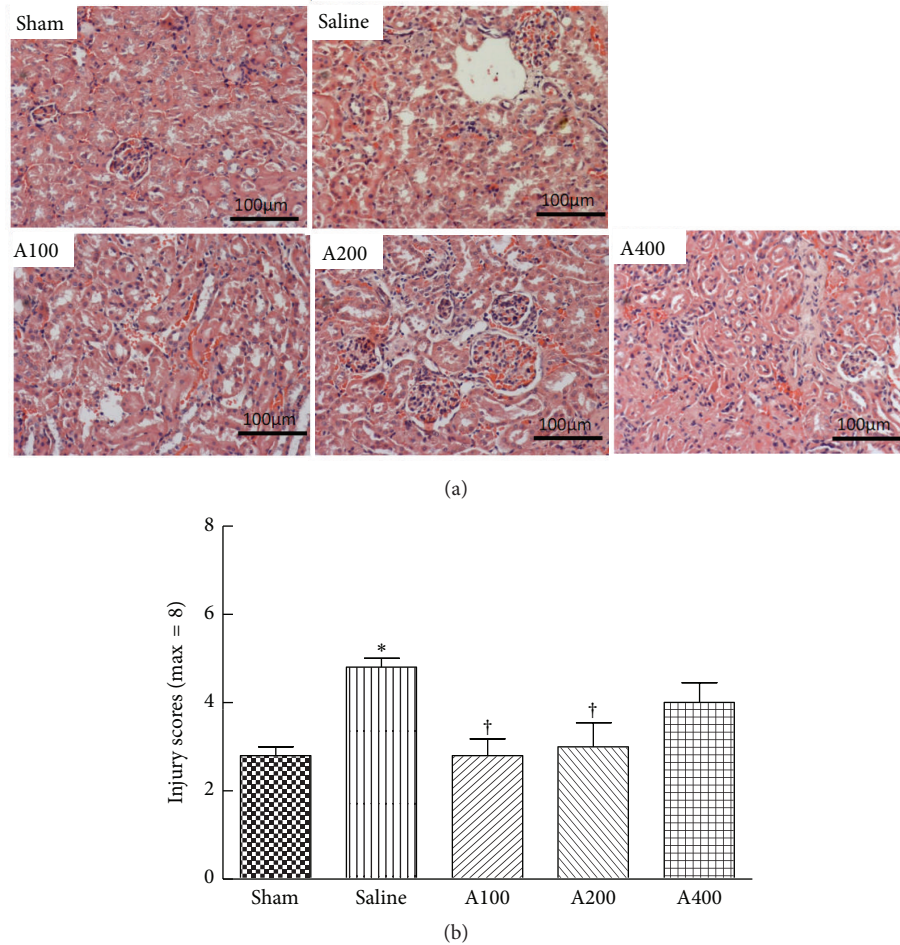 Sham
Saline
100μm
100μm
A100
A200
A400
100μm
100μm
100μm
(a)
Injury scores (max = 8)
8
6
4
2
0
*
†
†
Sham
Saline
A100
A200
A400
(b)